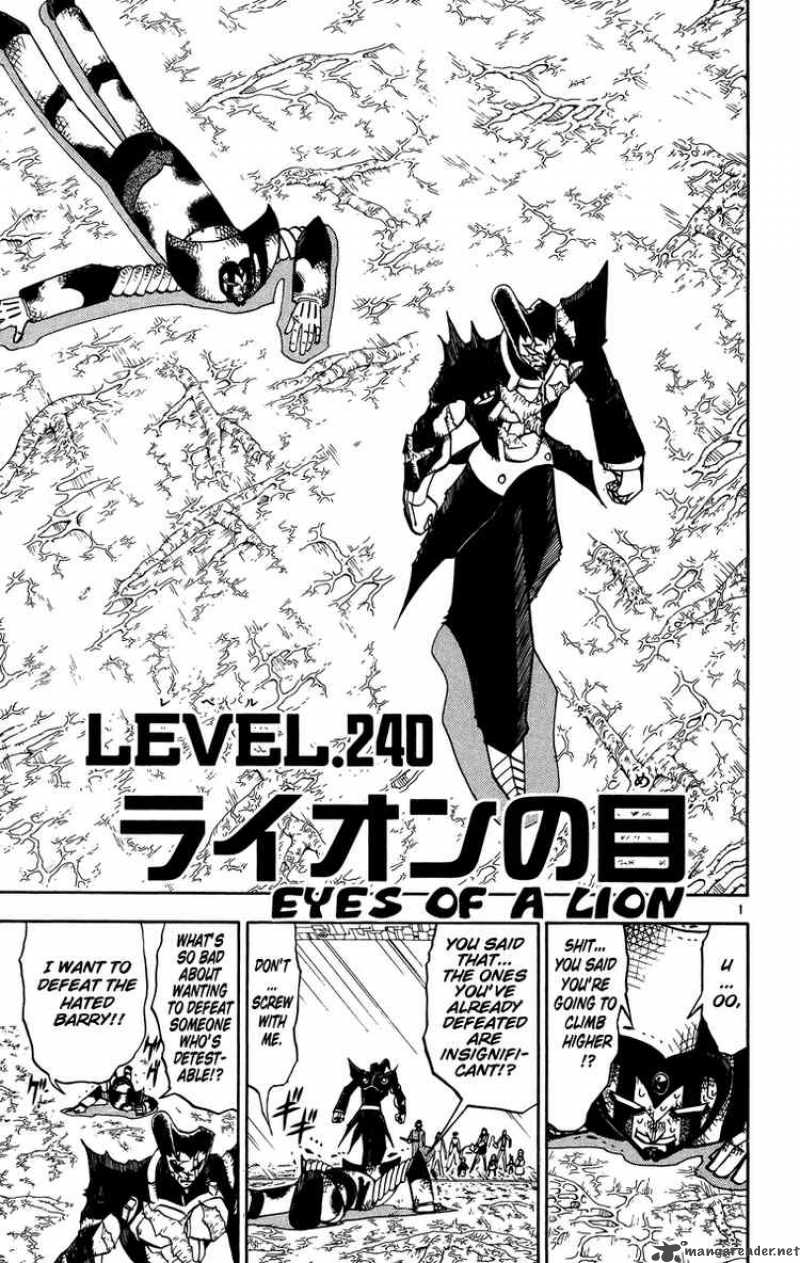 レベル
LEVEL.240
め
ライオンの目
EYES OF A LION
1
U
...
OO,
SHIT...
YOU SAID
YOU'RE
GOING TO
CLIMB
HIGHER
!?
YOU SAID
THAT...
THE ONES
YOU'VE
ALREADY
DEFEATED
ARE
INSIGNIFI-
CANT!?
DON'T
...
SCREW
WITH
ME.
ギギ
WHAT'S
SO BAD
ABOUT
WANTING
TO DEFEAT
SOMEONE
WHO'S
DETEST-
ABLE!?
I WANT TO
DEFEAT THE
HATED
BARRY!!
mangareader.net